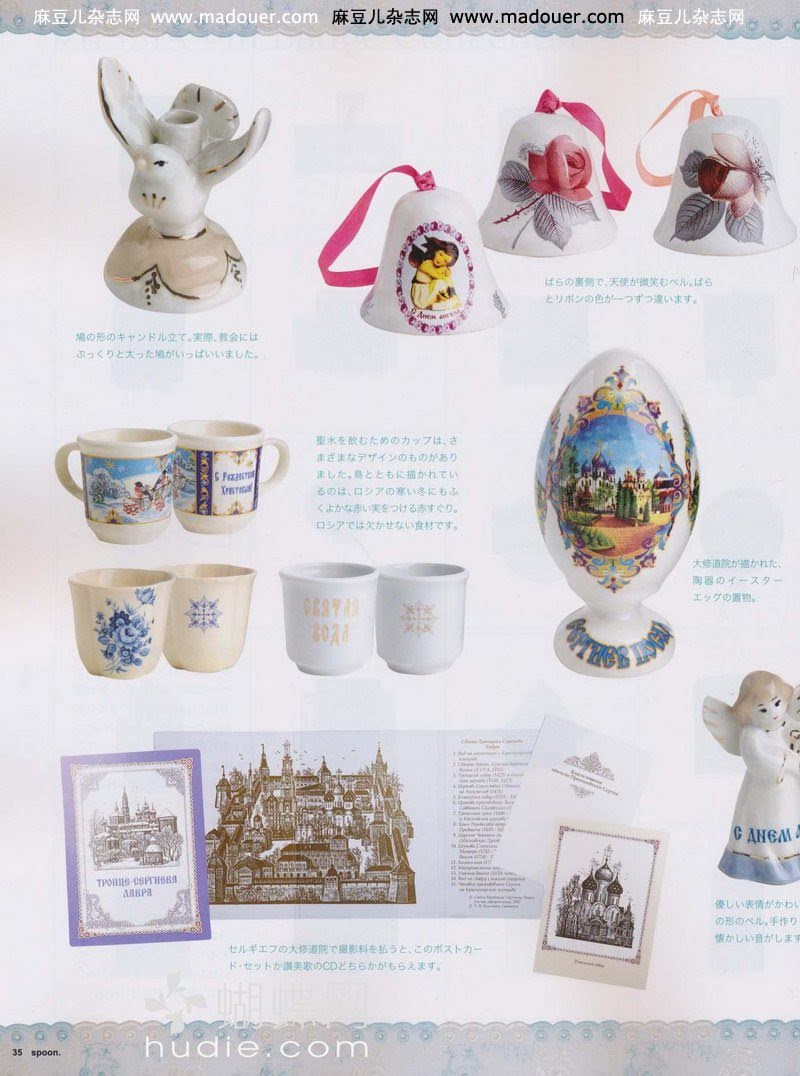 www.madouer.com 麻豆儿杂志网 www.madouer.com 麻豆儿杂志网
鳩の形のキャンドル立て。実際、教会には
ぷっくりと太った鳩がいっぱいいました。
С Днем ангела
ばらの裏側で、天使が微笑むベル。ばら
とリボンの色が一つずつ違います。
聖水を飲むためのカップは、さ
まざまなデザインのものがあり
ました。鳥とともに描かれてい
るのは、ロシアの寒い冬にもふ
くよかな赤い実をつける赤すぐり。
ロシアでは欠かせない食材です。
С Рождеством
Христовым!
СВЯТАЯ
ВОДА
大修道院が描かれた、
陶器のイースター
エッグの置物。
СЕРГИЕВ ПОСАД
ТРОИЦЕ-СЕРГИЕВА
ЛАВРА
Свято-Троицкая Сергиева
Лавра
Успенский собор
С ДНЕМ А
優しい表情がかわい
の形のベル。手作り
懐かしい音がします
セルギエフの大修道院で撮影料を払うと、このポストカー
ド・セットか讃美歌のCDどちらかがもらえます。
蝴蝶网
hudie.com
35 spoon.